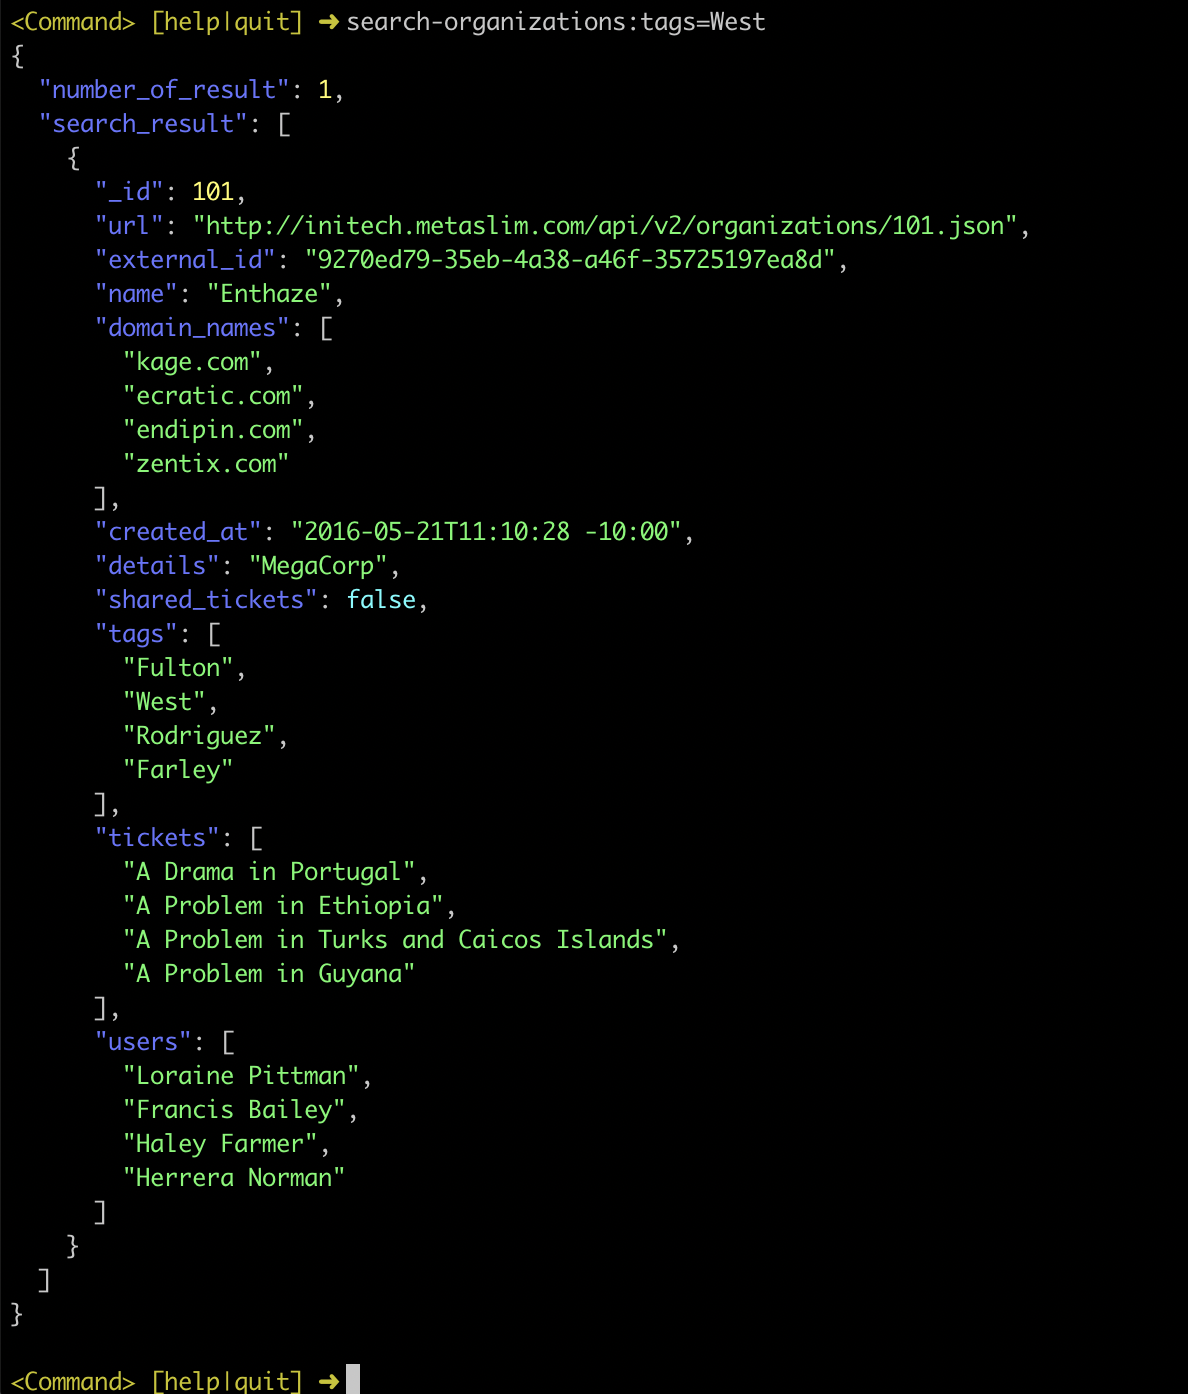 <Command> [help|quit] ➜ search-organizations:tags=West
{
  "number_of_result": 1,
  "search_result": [
    {
      "_id": 101,
      "url": "http://initech.metaslim.com/api/v2/organizations/101.json",
      "external_id": "9270ed79-35eb-4a38-a46f-35725197ea8d",
      "name": "Enthaze",
      "domain_names": [
        "kage.com",
        "ecratic.com",
        "endipin.com",
        "zentix.com"
      ],
      "created_at": "2016-05-21T11:10:28 -10:00",
      "details": "MegaCorp",
      "shared_tickets": false,
      "tags": [
        "Fulton",
        "West",
        "Rodriguez",
        "Farley"
      ],
      "tickets": [
        "A Drama in Portugal",
        "A Problem in Ethiopia",
        "A Problem in Turks and Caicos Islands",
        "A Problem in Guyana"
      ],
      "users": [
        "Loraine Pittman",
        "Francis Bailey",
        "Haley Farmer",
        "Herrera Norman"
      ]
    }
  ]
}
<Command> [help|quit] ➜